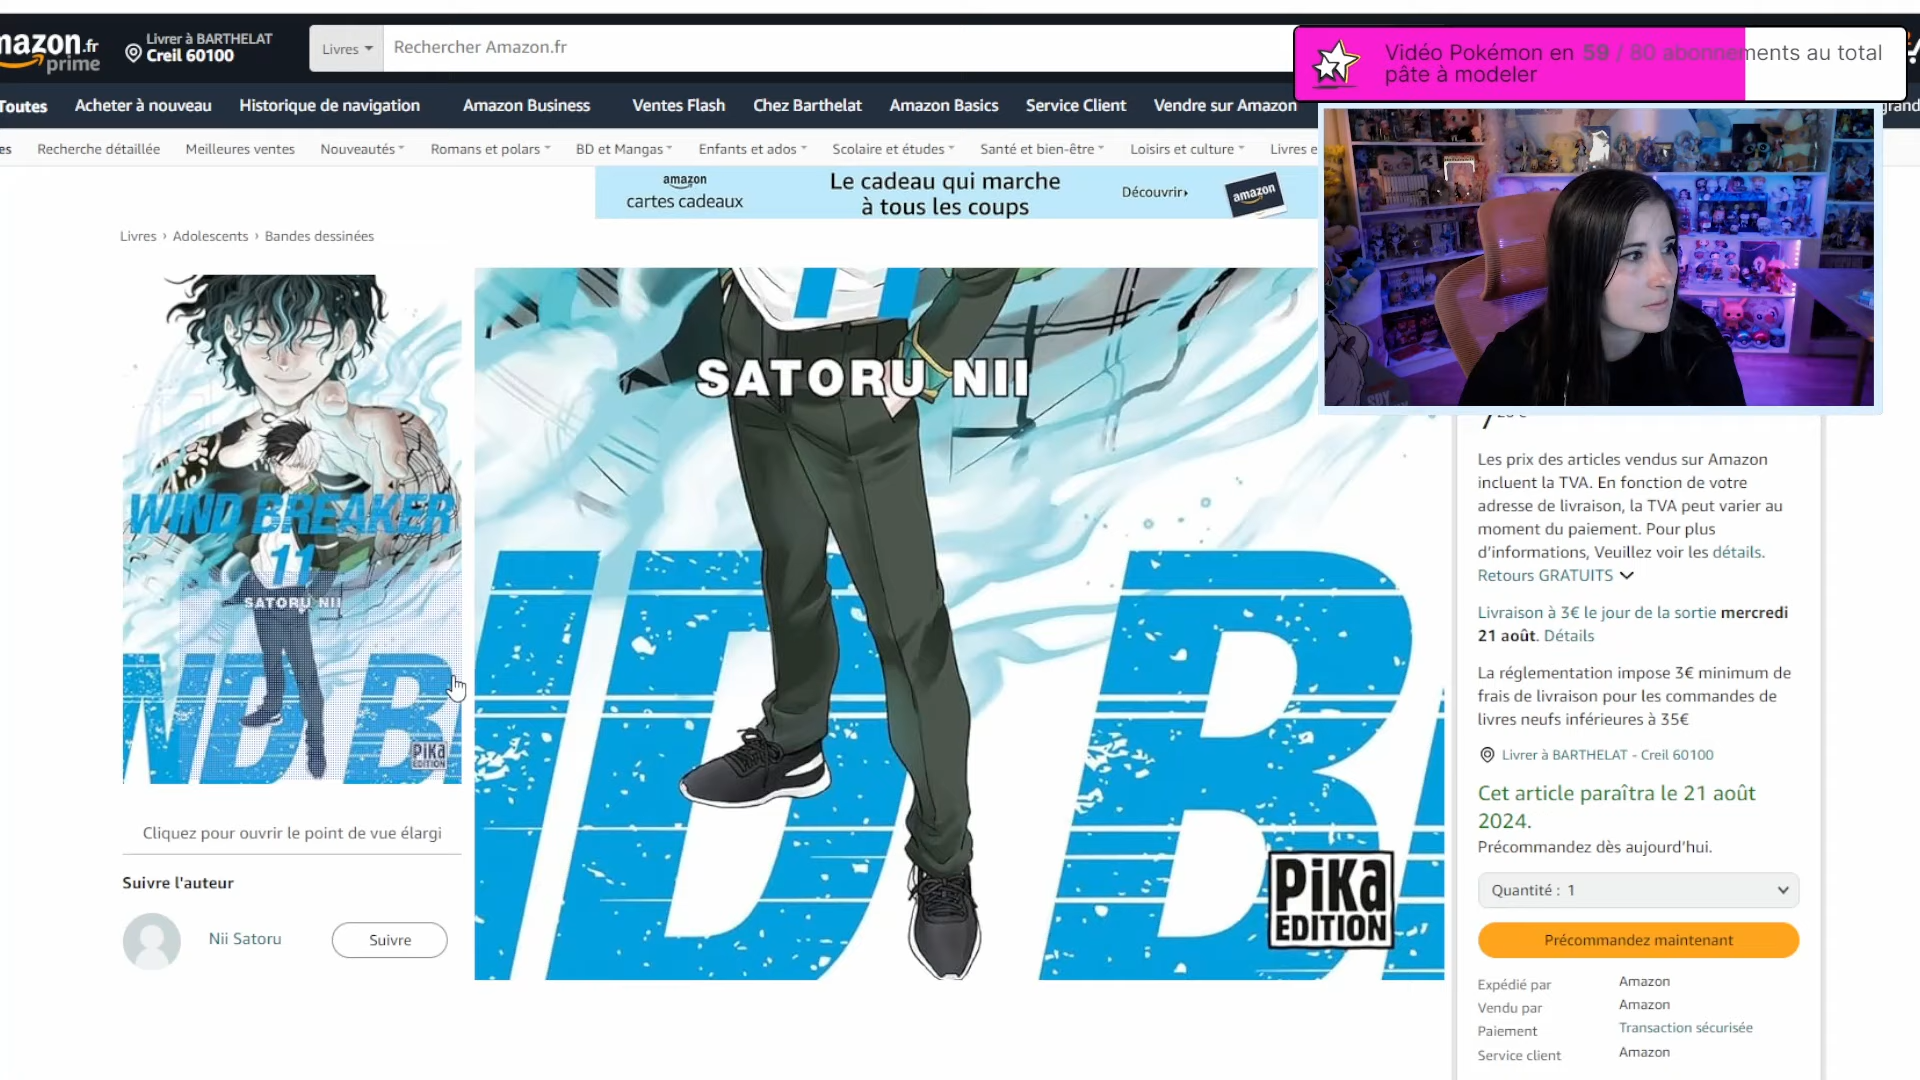 mazon.fr
prime
Livrer à BARTHELAT
Creil 60100
Livres
Rechercher Amazon.fr
Vidéo Pokémon en 59 / 80 abonnements au total
pâte à modeler
Toutes
Acheter à nouveau
Historique de navigation
Amazon Business
Ventes Flash
Chez Barthelat
Amazon Basics
Service Client
Vendre sur Amazon
grand
es
Recherche détaillée
Meilleures ventes
Nouveautés
Romans et polars
BD et Mangas
Enfants et ados
Scolaire et études
Santé et bien-être
Loisirs et culture
Livres e
amazon
cartes cadeaux
Le cadeau qui marche
à tous les coups
Découvrir
amazon
Livres › Adolescents › Bandes dessinées
WIND BREAKER
11
SATORU NII
ND B
PiKa
EDITION
Cliquez pour ouvrir le point de vue élargi
Suivre l'auteur
Nii Satoru
Suivre
11
SATORU NII
ND B
PiKa
EDITION
Les prix des articles vendus sur Amazon
incluent la TVA. En fonction de votre
adresse de livraison, la TVA peut varier au
moment du paiement. Pour plus
d'informations, Veuillez voir les détails.
Retours GRATUITS
Livraison à 3€ le jour de la sortie mercredi
21 août. Détails
La réglementation impose 3€ minimum de
frais de livraison pour les commandes de
livres neufs inférieures à 35€
Livrer à BARTHELAT - Creil 60100
Cet article paraîtra le 21 août
2024.
Précommandez dès aujourd'hui.
Quantité : 1
Précommandez maintenant
Expédié par
Amazon
Vendu par
Amazon
Paiement
Transaction sécurisée
Service client
Amazon